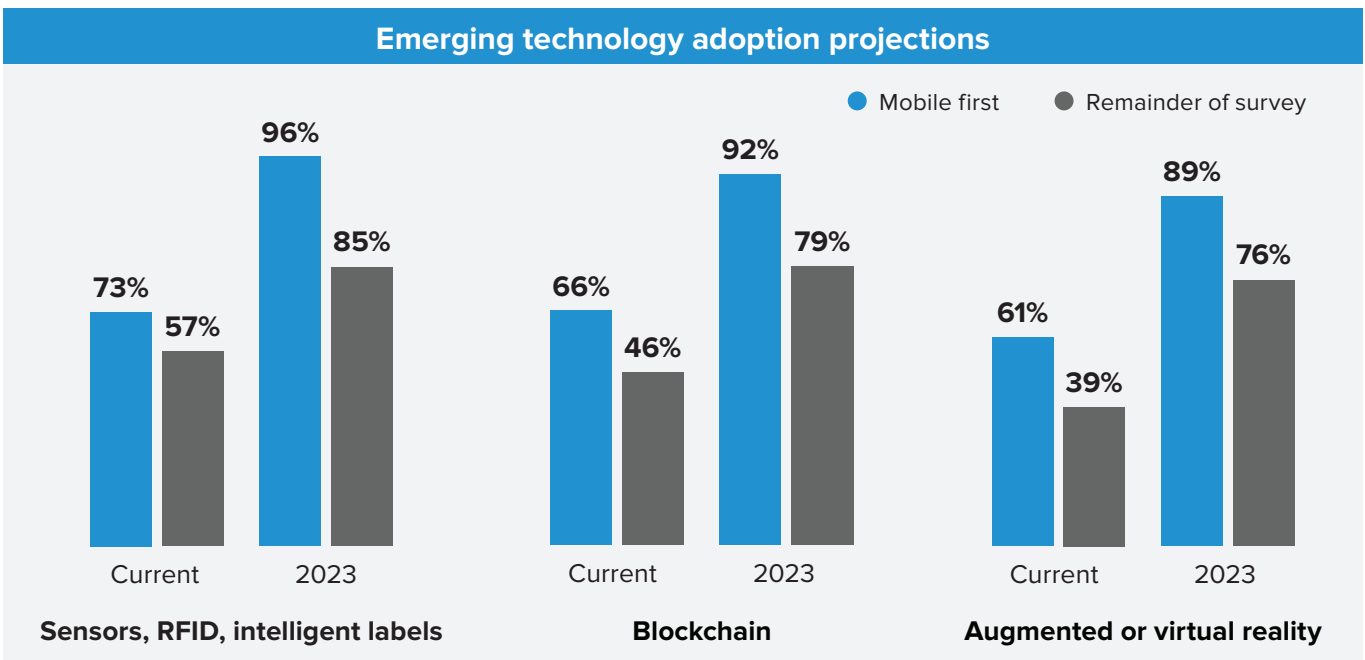 Emerging technology adoption projections
Mobile first
Remainder of survey
73%
57%
96%
85%
Current
2023
Sensors, RFID, intelligent labels
66%
46%
92%
79%
Current
2023
Blockchain
61%
39%
89%
76%
Current
2023
Augmented or virtual reality